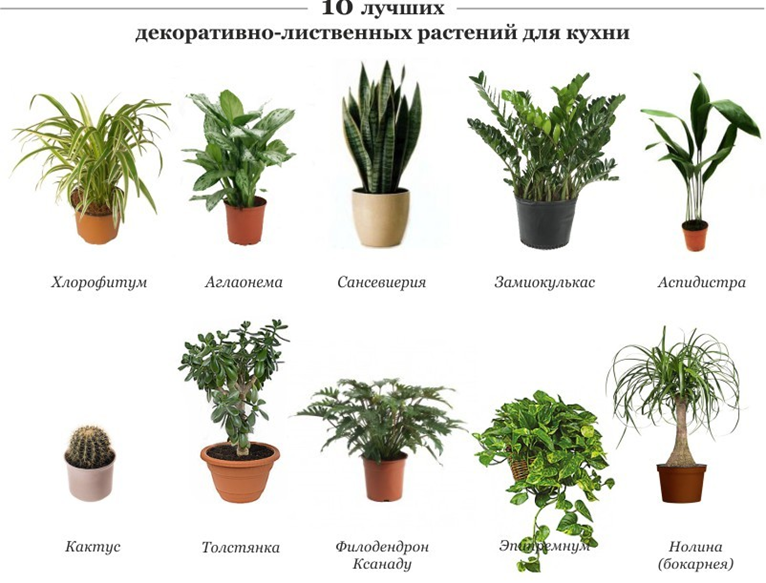 10 лучших
декоративно-лиственных растений для кухни
Хлорофитум
Аглаонема
Сансевиерия
Замиокулькас
Аспидистра
Кактус
Толстянка
Филодендрон
Ксанаду
Эпипремнум
Нолина
(бокарнея)